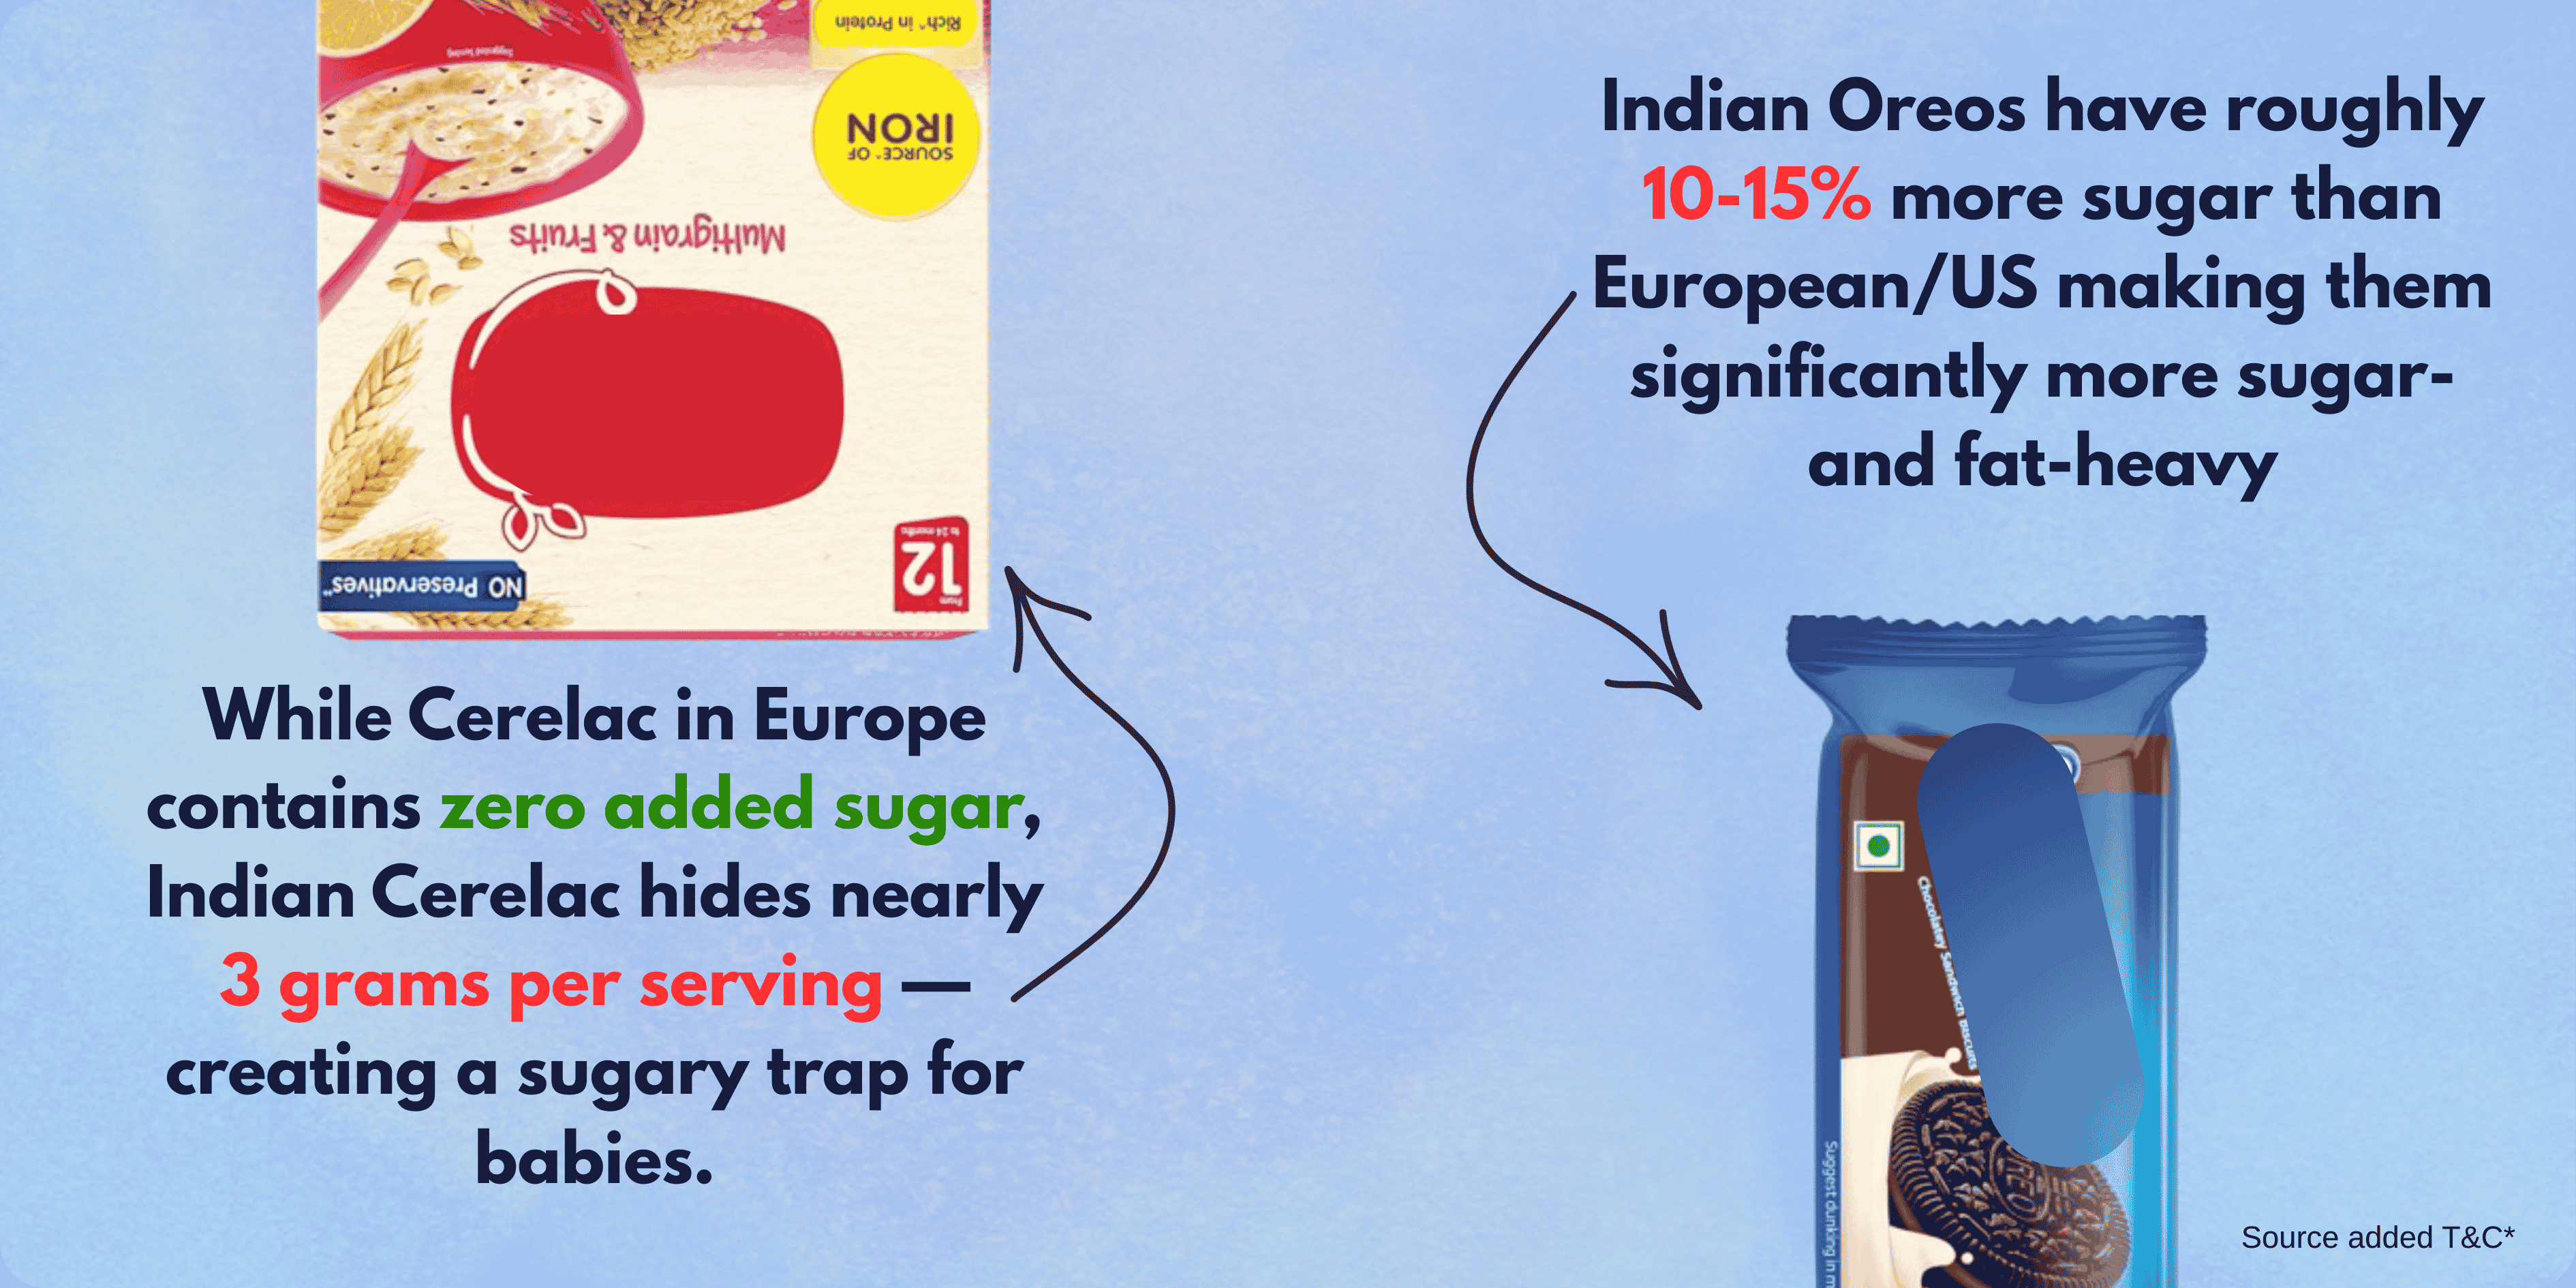 Suggested Serving
Rich^ in Protein
SOURCE^ OF
IRON
Multigrain & Fruits
From
12
to 24 months
NO Preservatives**
While Cerelac in Europe
contains zero added sugar,
Indian Cerelac hides nearly
3 grams per serving —
creating a sugary trap for
babies.
Indian Oreos have roughly
10-15% more sugar than
European/US making them
significantly more sugar-
and fat-heavy
Chocolatey Sandwich Biscuits
OREO
Suggest dunking in
Source added T&C*